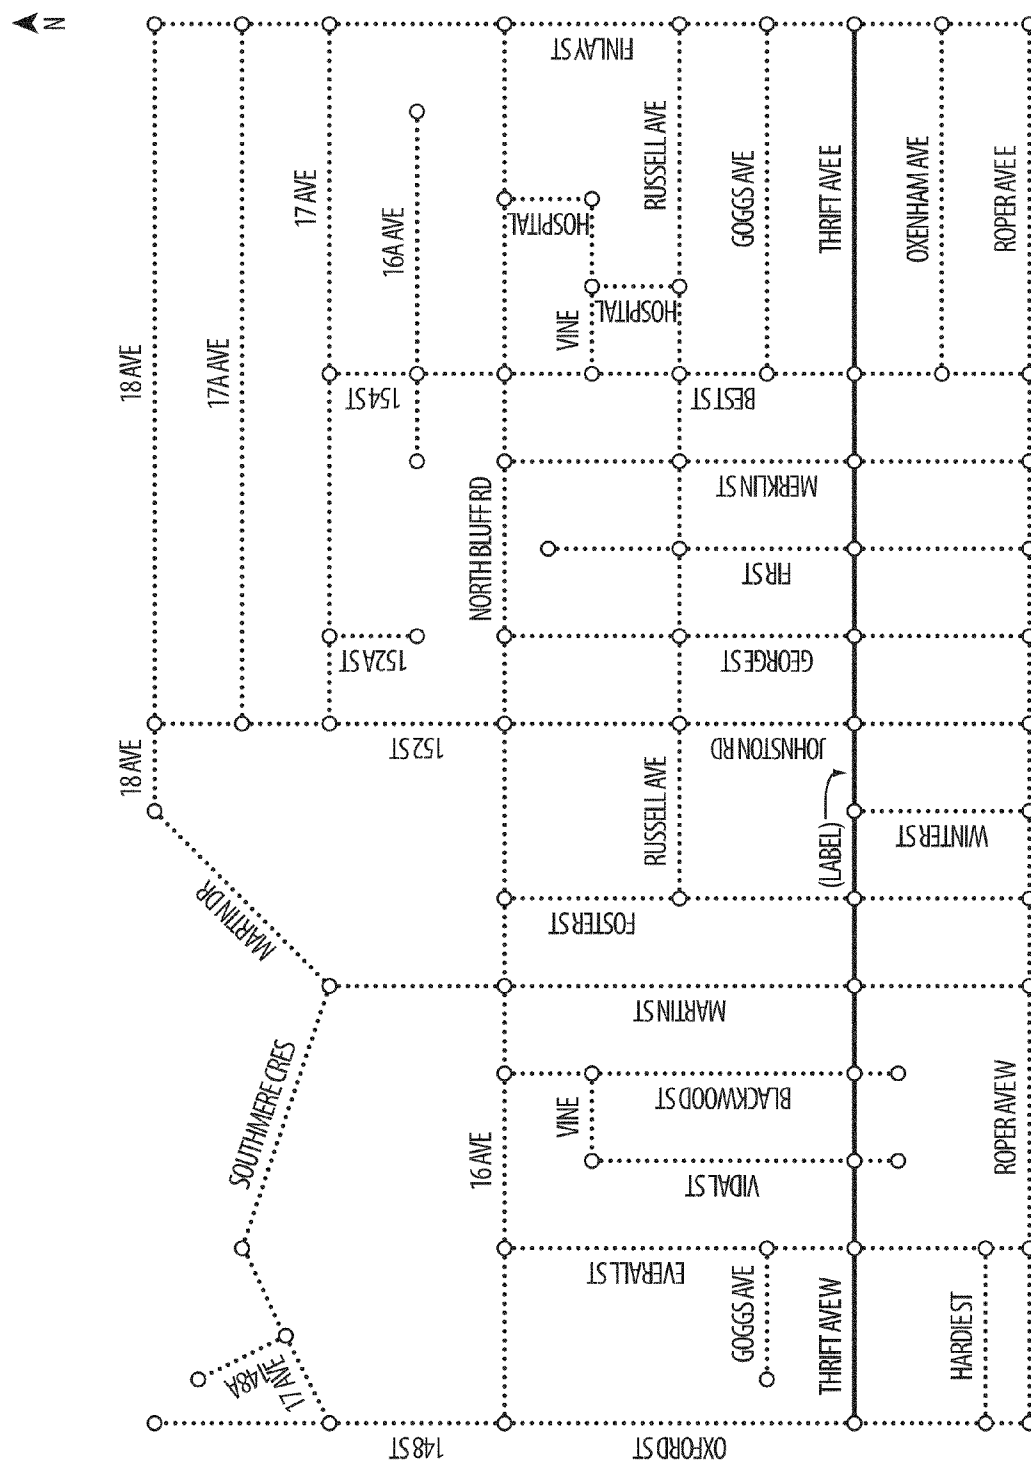 N
18 AVE
18 AVE
17A AVE
17 AVE
MARTIN DR
SOUTHMERE CRES
148A
17 AVE
148 ST
152 ST
152A ST
154 ST
16A AVE
16 AVE
NORTH BLUFF RD
FINLAY ST
HOSPITAL
HOSPITAL
VINE
VINE
RUSSELL AVE
RUSSELL AVE
OXFORD ST
EVERALL ST
VIDAL ST
BLACKWOOD ST
MARTIN ST
FOSTER ST
JOHNSTON RD
GEORGE ST
FIR ST
MERKLIN ST
BEST ST
GOGGS AVE
GOGGS AVE
THRIFT AVE W
(LABEL)
THRIFT AVE E
WINTER ST
OXENHAM AVE
HARDIE ST
ROPER AVE W
ROPER AVE E